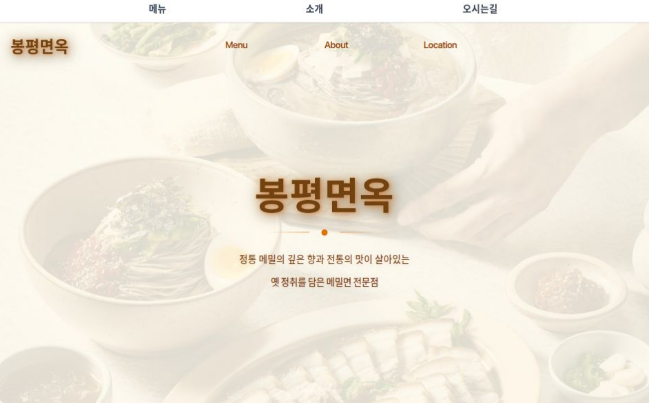 메뉴 소개 오시는길
봉평면옥 Menu About Location
봉평면옥
정통 메밀의 깊은 향과 전통의 맛이 살아있는
옛 정취를 담은 메밀면 전문점